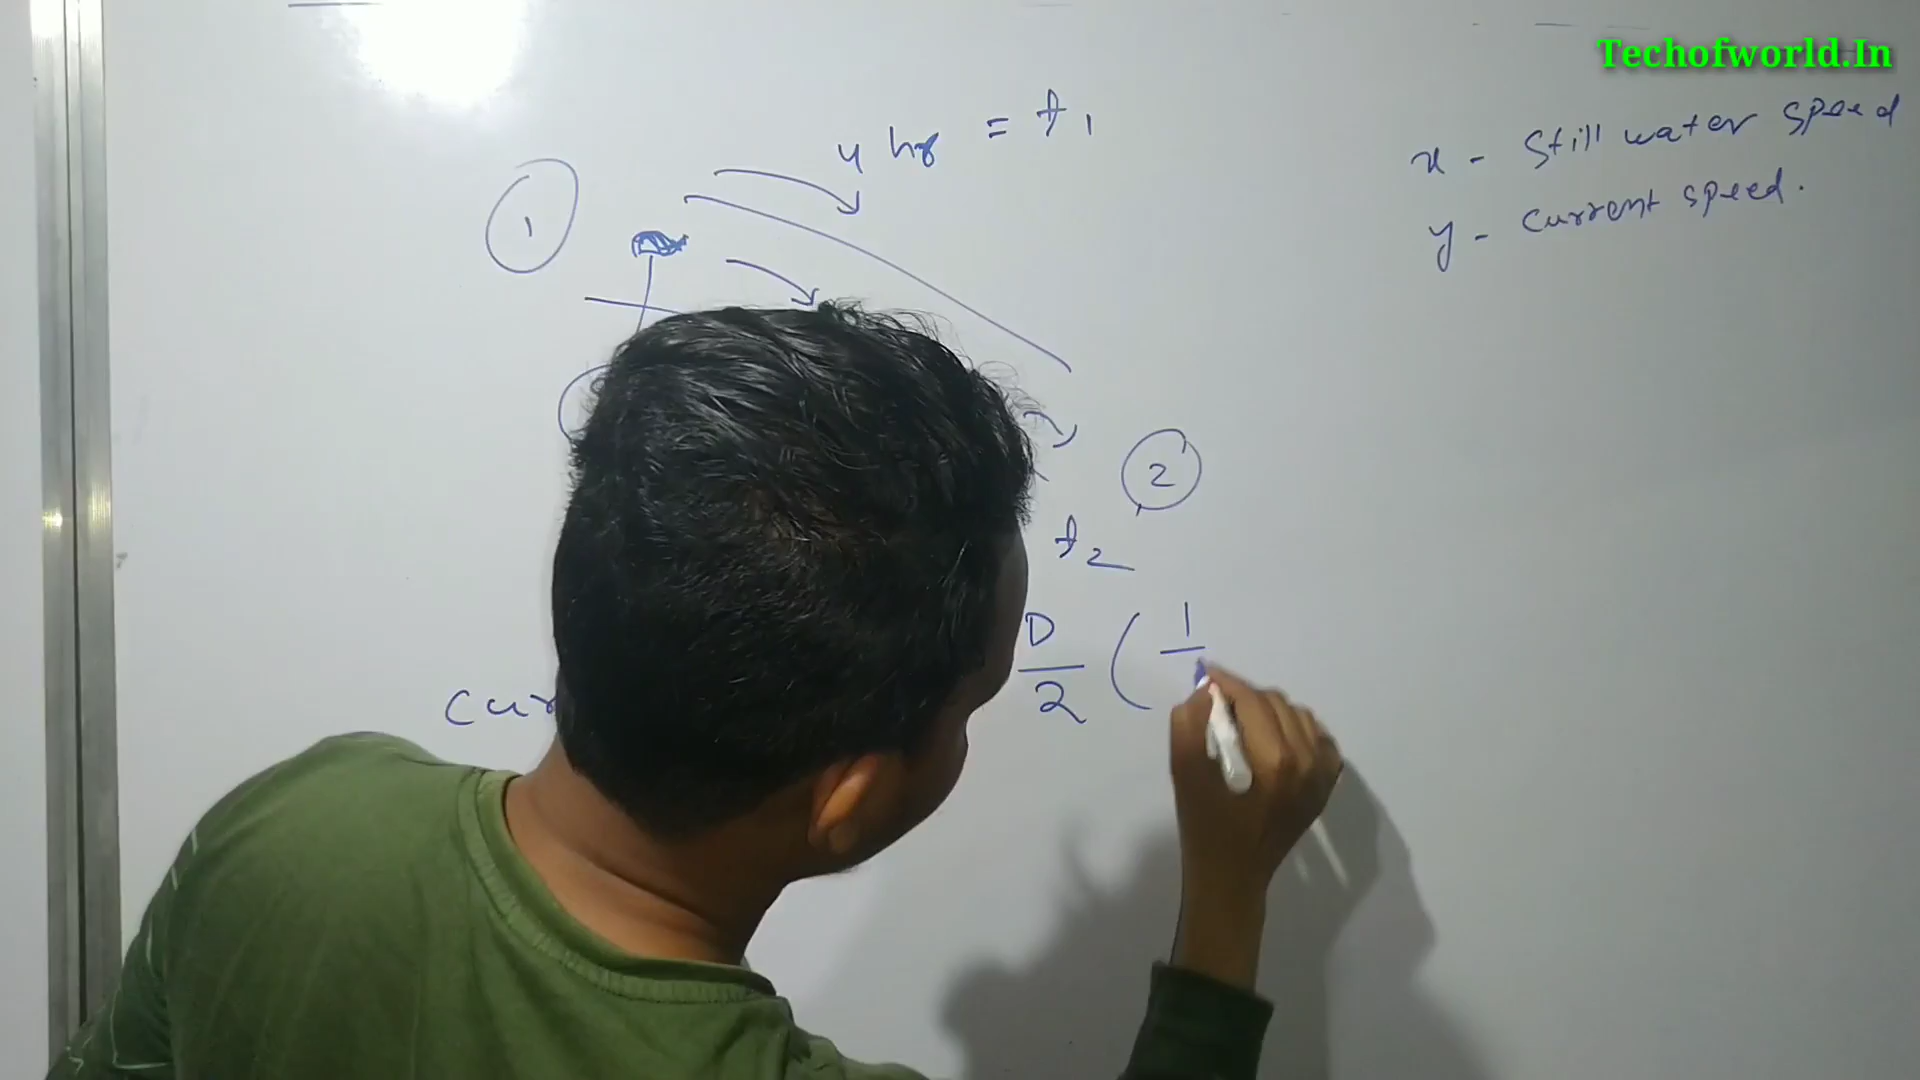 Techofworld.In
4 hr = t1
x - Still water speed
y - current speed.
1
2
t2
D/2 ( 1
cur